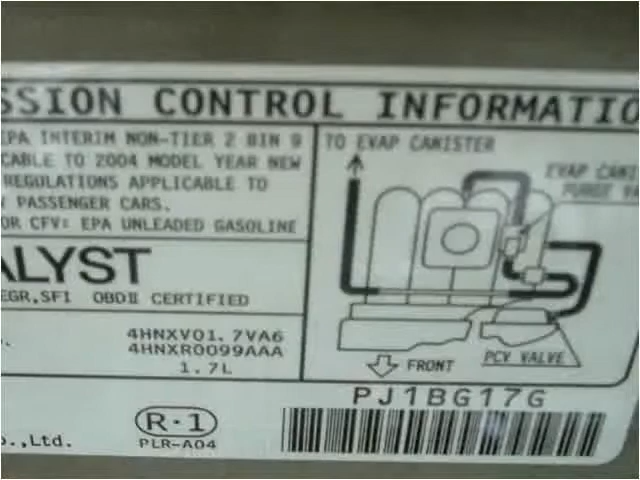 SSION CONTROL INFORMATIO
EPA INTERIM NON-TIER 2 BIN 9
CABLE TO 2004 MODEL YEAR NEW
REGULATIONS APPLICABLE TO
PASSENGER CARS.
OR CFV: EPA UNLEADED GASOLINE
ALYST
EGR,SFI OBDⅡ CERTIFIED
4HNXV01.7VA6
4HNXR0099AAA
1.7L
TO EVAP CANISTER
EVAP CANI
PURGE VA
FRONT
PCV VALVE
PJ1BG17G
R·1
PLR-A04
o.,Ltd.